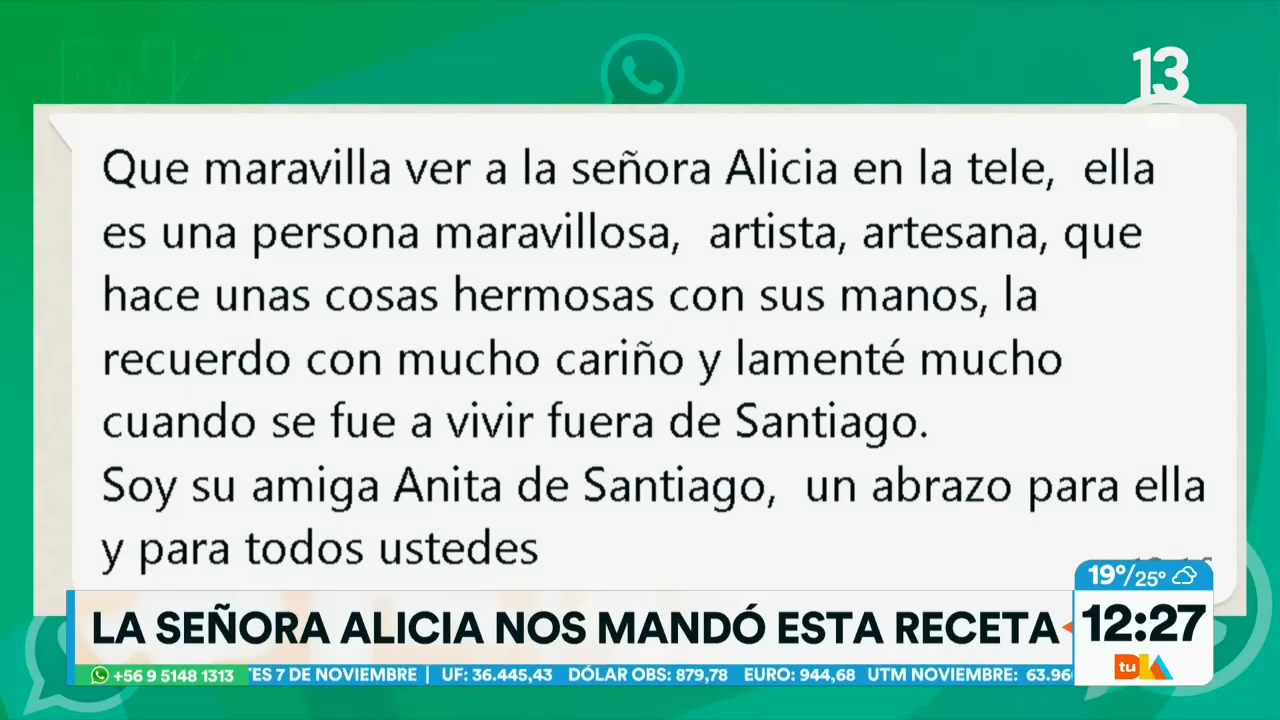 13
Que maravilla ver a la señora Alicia en la tele,  ella
es una persona maravillosa,  artista, artesana, que
hace unas cosas hermosas con sus manos, la
recuerdo con mucho cariño y lamenté mucho
cuando se fue a vivir fuera de Santiago.
Soy su amiga Anita de Santiago,  un abrazo para ella
y para todos ustedes
19°/25°
LA SEÑORA ALICIA NOS MANDÓ ESTA RECETA
12:27
tu DÍA
+56 9 5148 1313
7 DE NOVIEMBRE | UF: 36.445,43 DÓLAR OBS: 879,78 EURO: 944,68 UTM NOVIEMBRE: 63.96